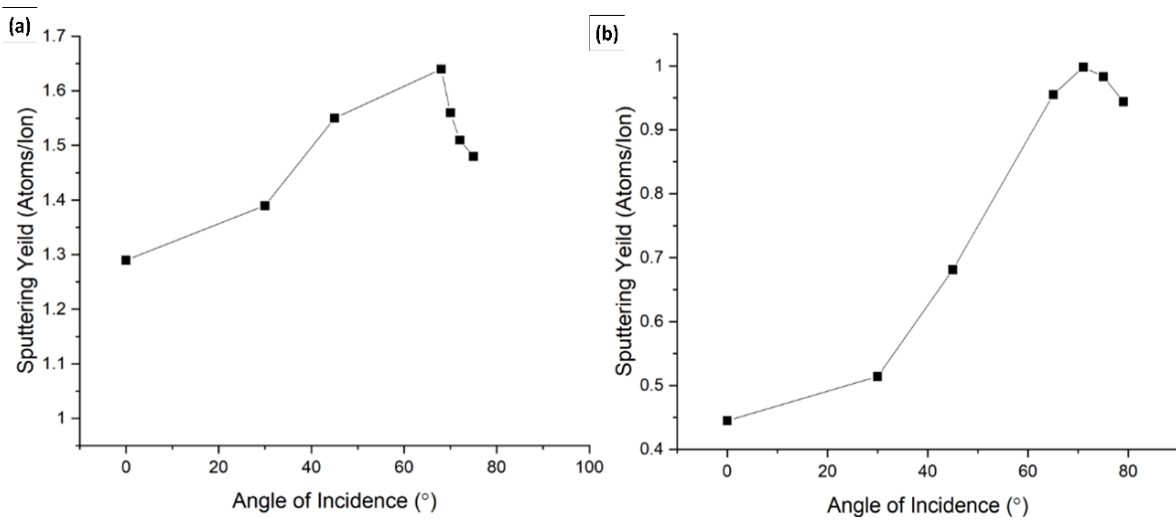 (a)
Sputtering Yeild (Atoms/Ion)
1.7
1.6
1.5
1.4
1.3
1.2
1.1
1
0 20 40 60 80 100
Angle of Incidence (°)
(b)
Sputtering Yeild (Atoms/Ion)
1
0.9
0.8
0.7
0.6
0.5
0.4
0 20 40 60 80
Angle of Incidence (°)